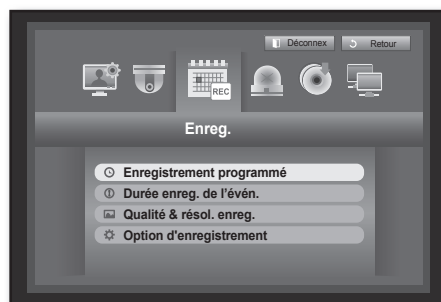 Déconnex
Retour
REC
Enreg.
Enregistrement programmé
Durée enreg. de l'évén.
Qualité & résol. enreg.
Option d'enregistrement